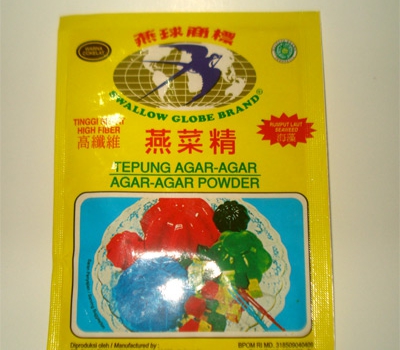 燕球商標
SWALLOW GLOBE BRAND®
TINGGI
HIGH FIBER
高纖維
燕菜精
RUMPUT LAUT
SEAWEED
TEPUNG AGAR-AGAR
AGAR-AGAR POWDER
Diproduksi oleh / Manufactured by :
BPOM RI MD.